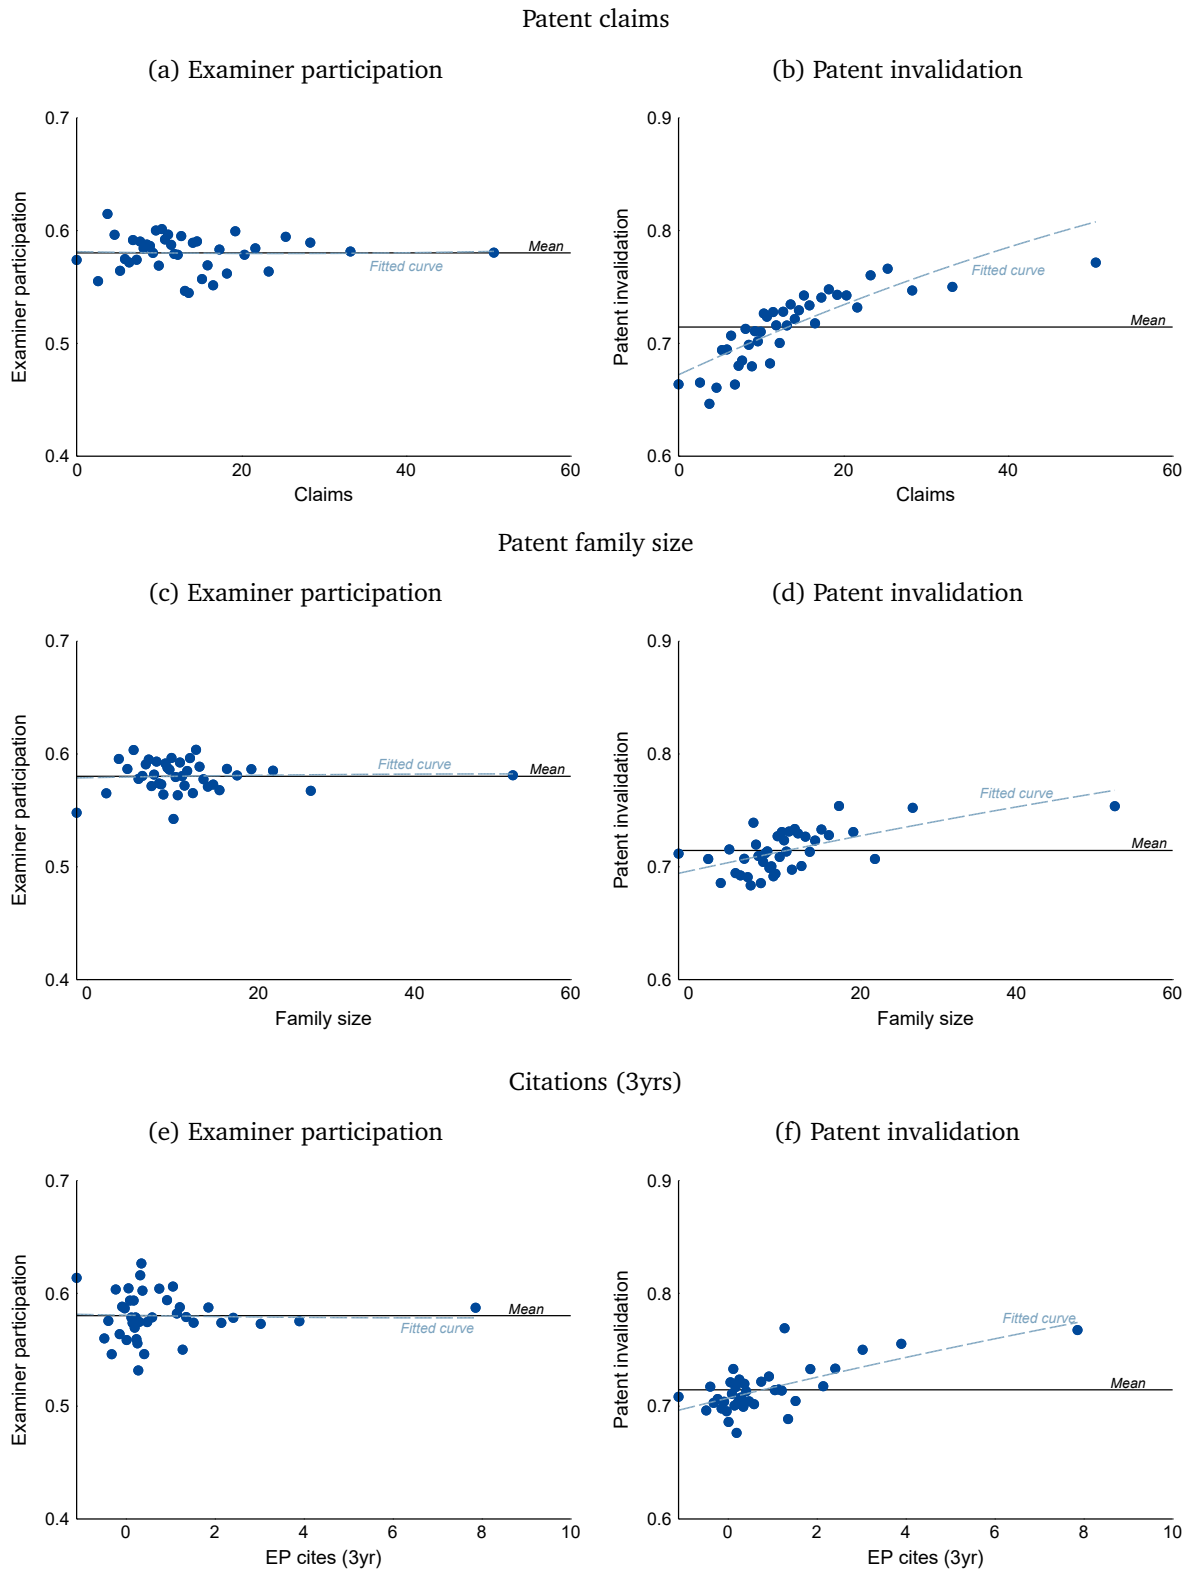 Patent claims
(a) Examiner participation
(b) Patent invalidation
0.7
0.6
0.5
0.4
Examiner participation
Mean
Fitted curve
0 20 40 60
Claims
0.9
0.8
0.7
0.6
Patent invalidation
Fitted curve
Mean
0 20 40 60
Claims
Patent family size
(c) Examiner participation
(d) Patent invalidation
0.7
0.6
0.5
0.4
Examiner participation
Fitted curve
Mean
0 20 40 60
Family size
0.9
0.8
0.7
0.6
Patent invalidation
Fitted curve
Mean
0 20 40 60
Family size
Citations (3yrs)
(e) Examiner participation
(f) Patent invalidation
0.7
0.6
0.5
0.4
Examiner participation
Mean
Fitted curve
0 2 4 6 8 10
EP cites (3yr)
0.9
0.8
0.7
0.6
Patent invalidation
Fitted curve
Mean
0 2 4 6 8 10
EP cites (3yr)